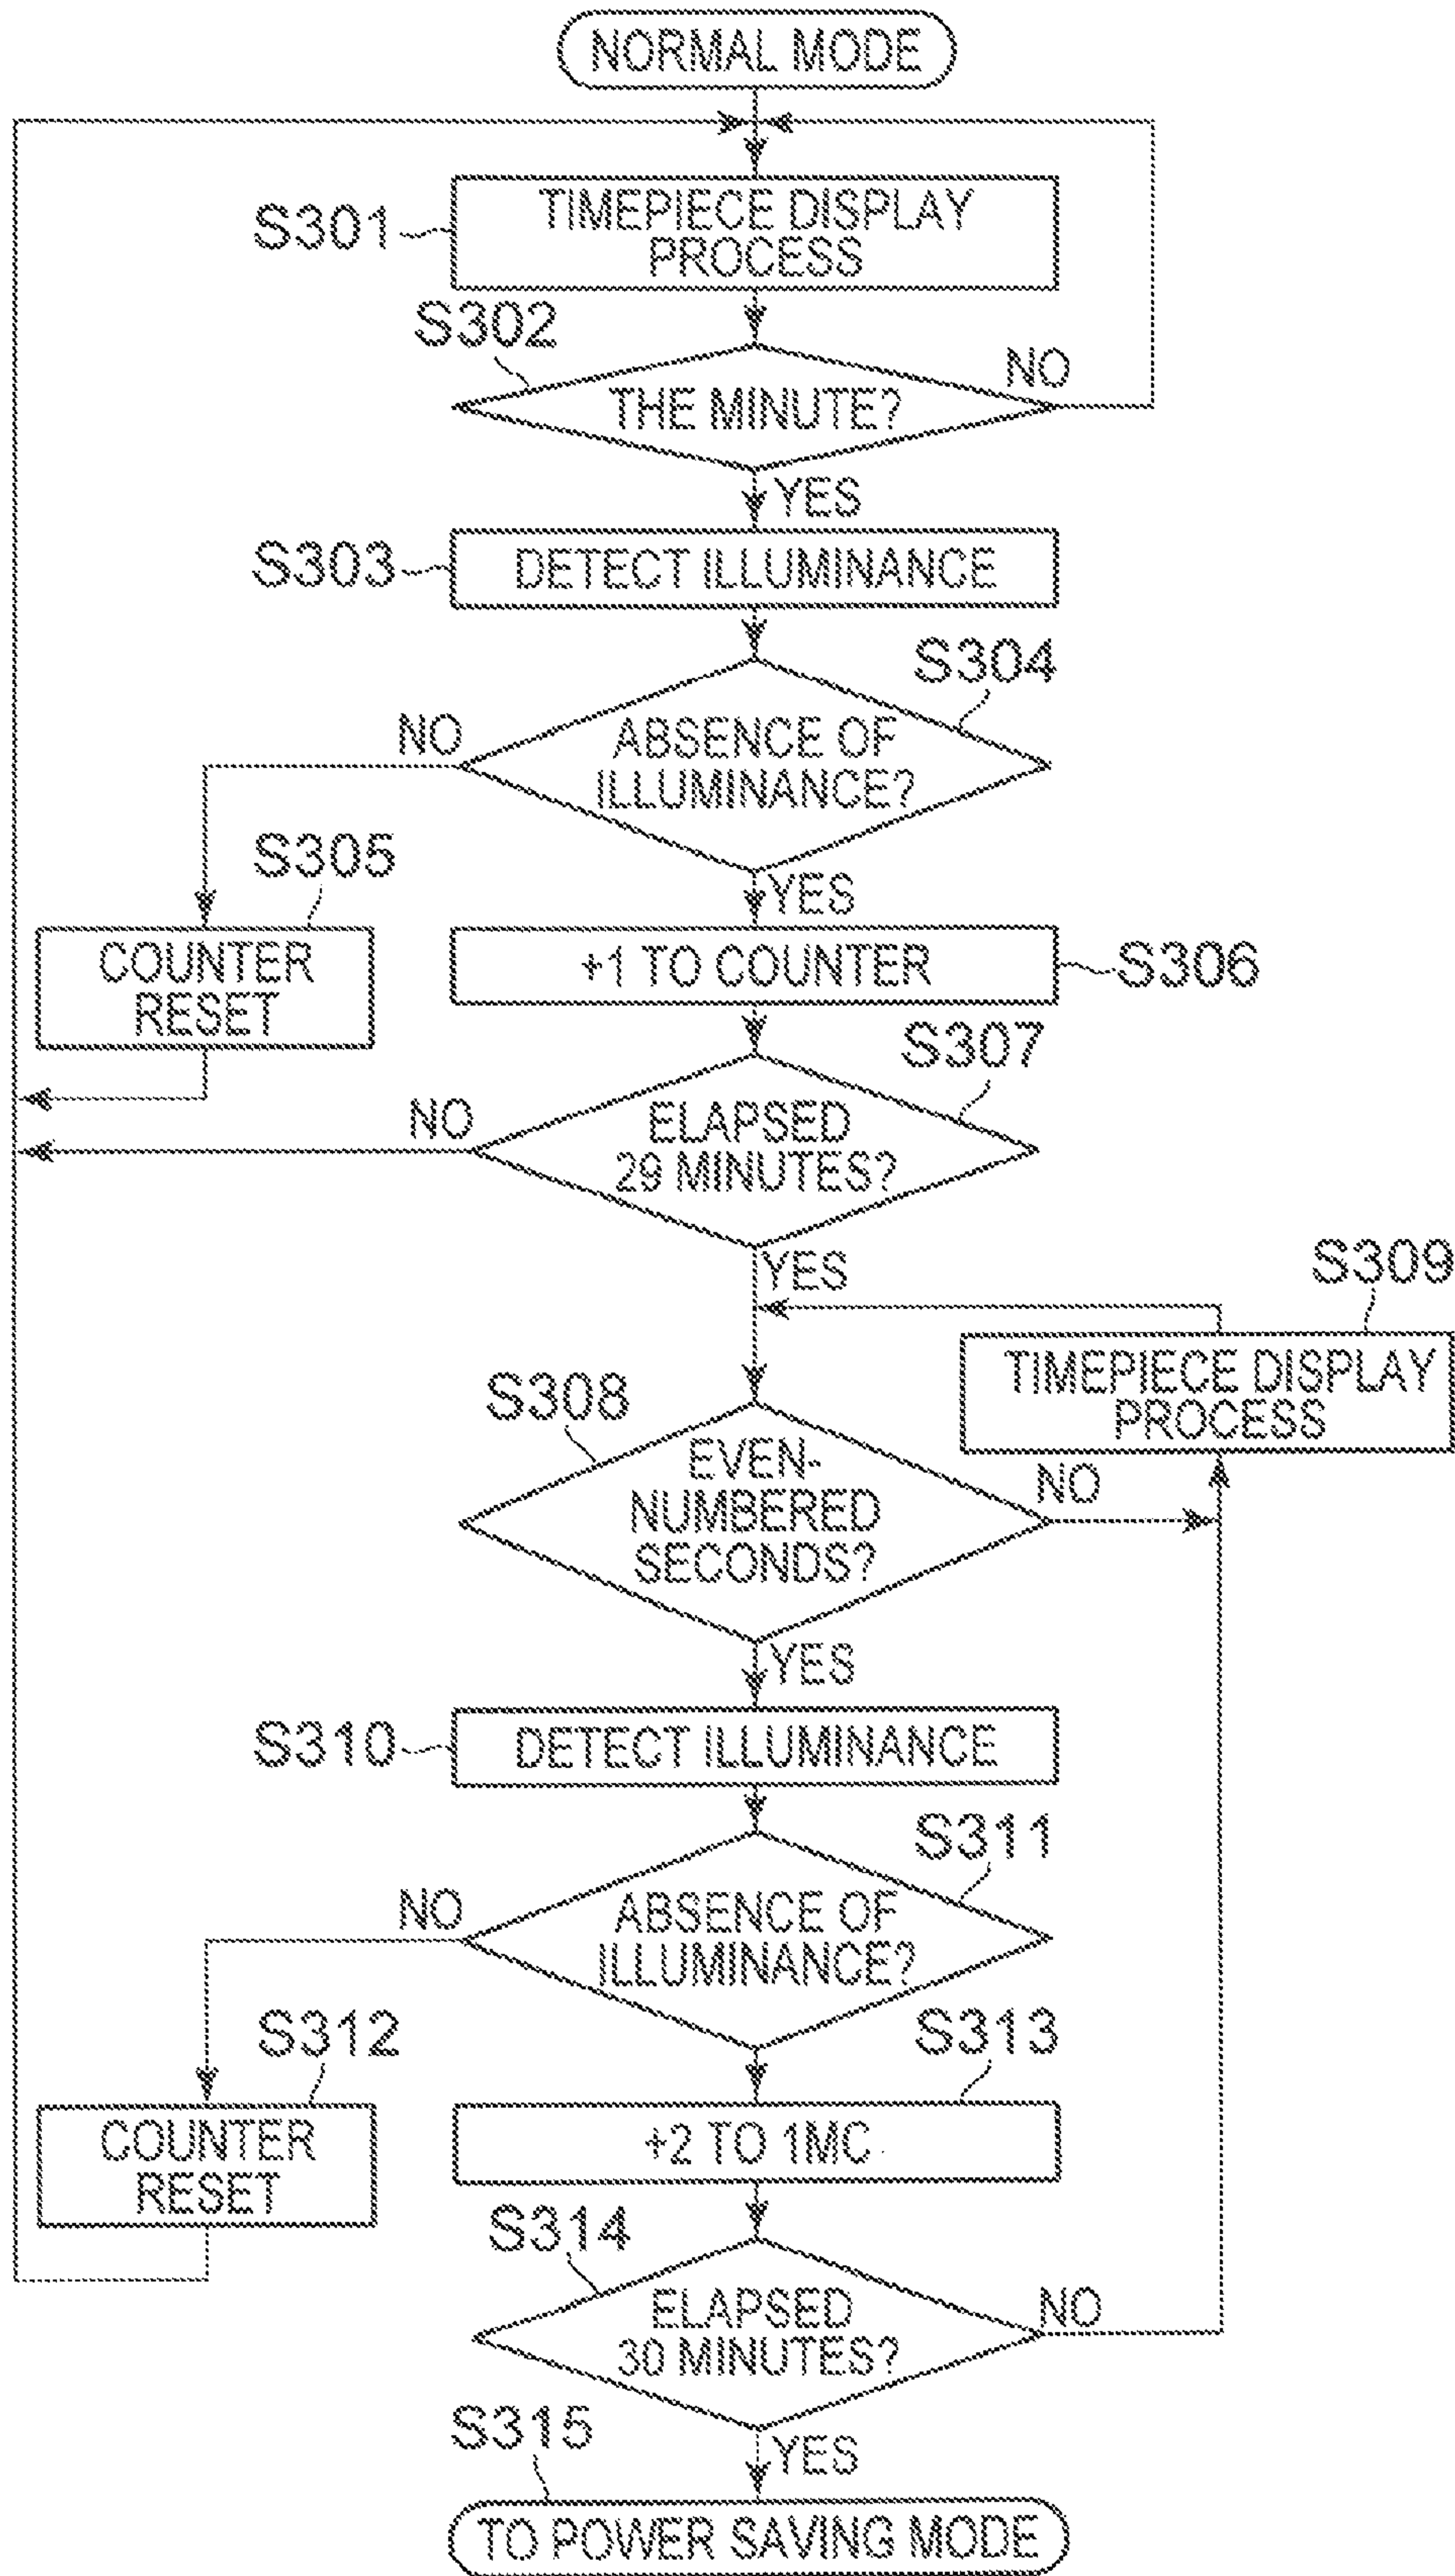 NORMAL MODE
S301
TIMEPIECE DISPLAY
PROCESS
S302
THE MINUTE?
NO
YES
S303
DETECT ILLUMINANCE
S304
NO
ABSENCE OF
ILLUMINANCE?
YES
S305
COUNTER
RESET
+1 TO COUNTER
S306
S307
NO
ELAPSED
29 MINUTES?
YES
S309
TIMEPIECE DISPLAY
PROCESS
S308
EVEN-
NUMBERED
SECONDS?
NO
YES
S310
DETECT ILLUMINANCE
S311
NO
ABSENCE OF
ILLUMINANCE?
S312
COUNTER
RESET
S313
+2 TO 1MC
S314
ELAPSED
30 MINUTES?
NO
YES
S315
TO POWER SAVING MODE